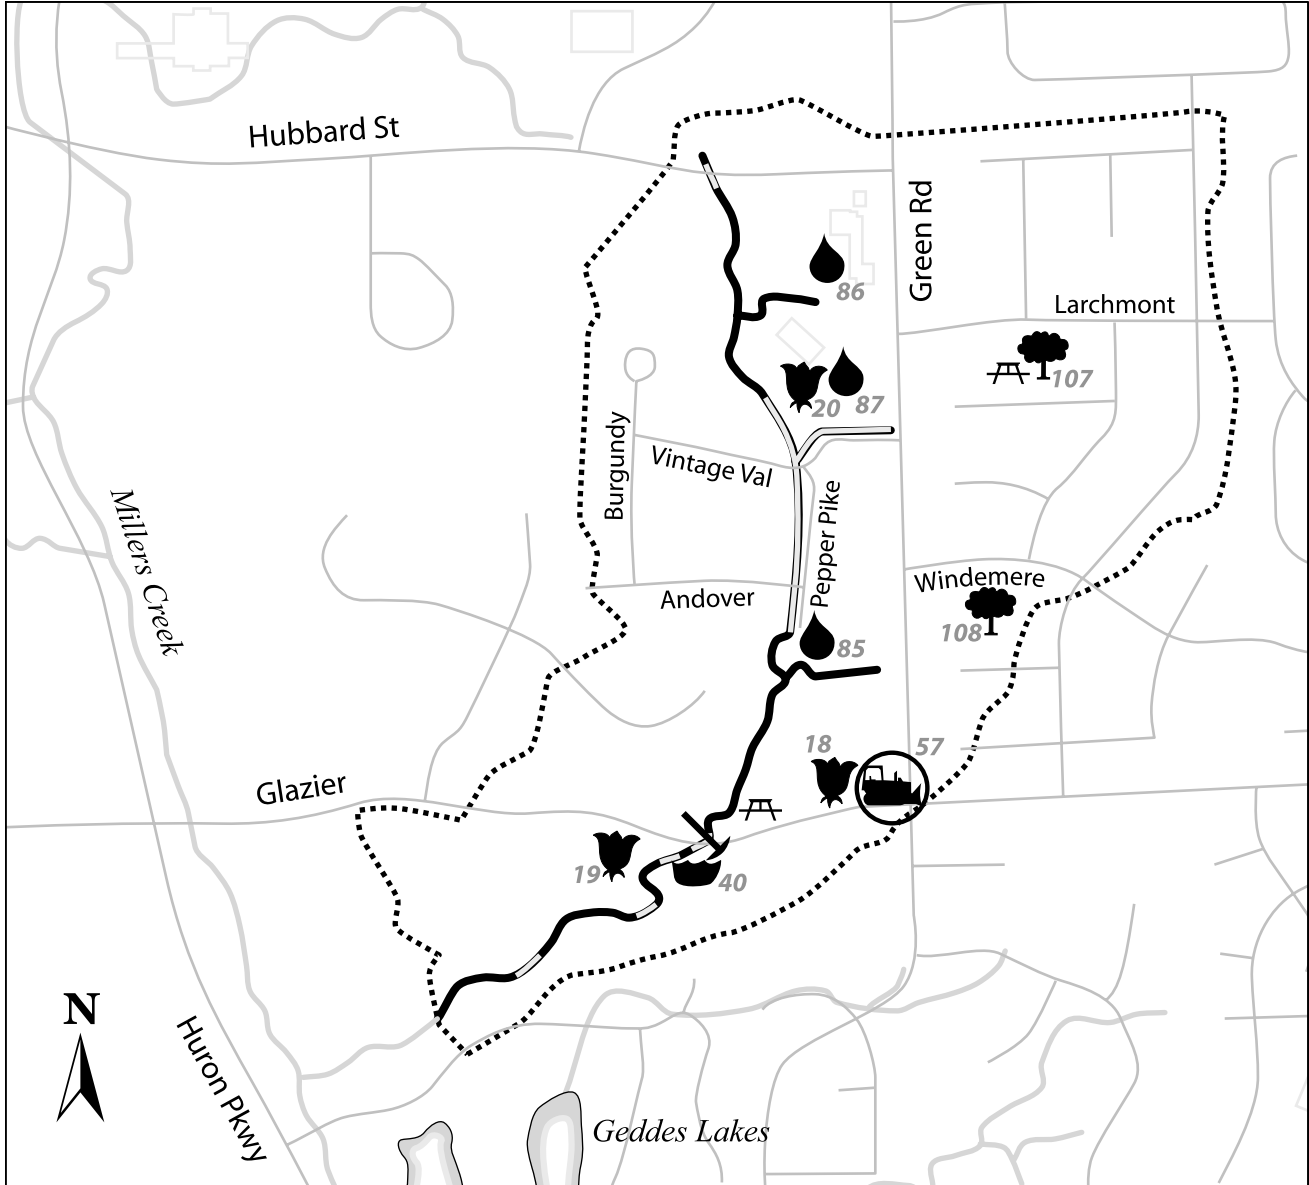 Hubbard St
Green Rd
86
Larchmont
107
20
87
Burgundy
Vintage Val
Pepper Pike
Millers Creek
Windemere
Andover
108
85
18
57
Glazier
19
40
N
Huron Pkwy
Geddes Lakes